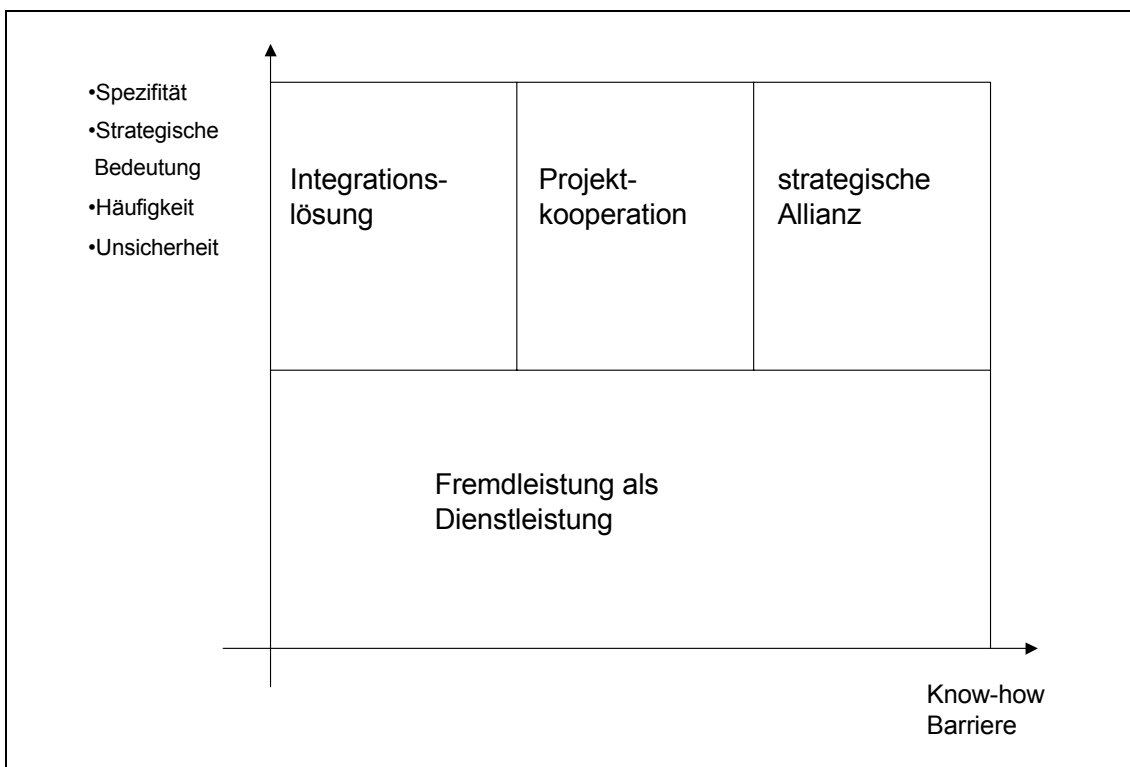 •Spezifität
•Strategische
Bedeutung
•Häufigkeit
•Unsicherheit
Integrations-
lösung
Projekt-
kooperation
strategische
Allianz
Fremdleistung als
Dienstleistung
Know-how
Barriere